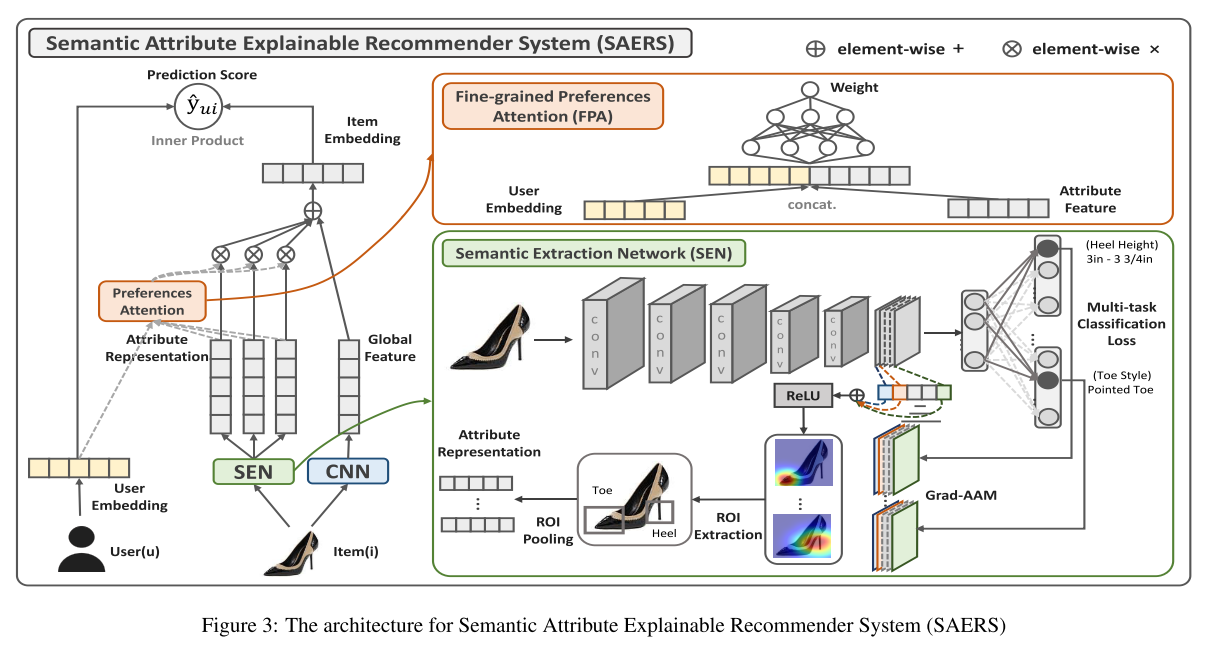 Semantic Attribute Explainable Recommender System (SAERS)
⊕ element-wise +
⊗ element-wise ×
Prediction Score
ŷui
Inner Product
Item
Embedding
Preferences
Attention
Attribute
Representation
Global
Feature
SEN
CNN
User
Embedding
User(u)
Item(i)
Fine-grained Preferences
Attention (FPA)
Weight
User
Embedding
concat.
Attribute
Feature
Semantic Extraction Network (SEN)
conv
conv
conv
conv
conv
(Heel Height)
3in - 3 3/4in
Multi-task
Classification
Loss
(Toe Style)
Pointed Toe
ReLU
Grad-AAM
ROI
Extraction
Toe
Heel
ROI
Pooling
Attribute
Representation
Figure 3: The architecture for Semantic Attribute Explainable Recommender System (SAERS)